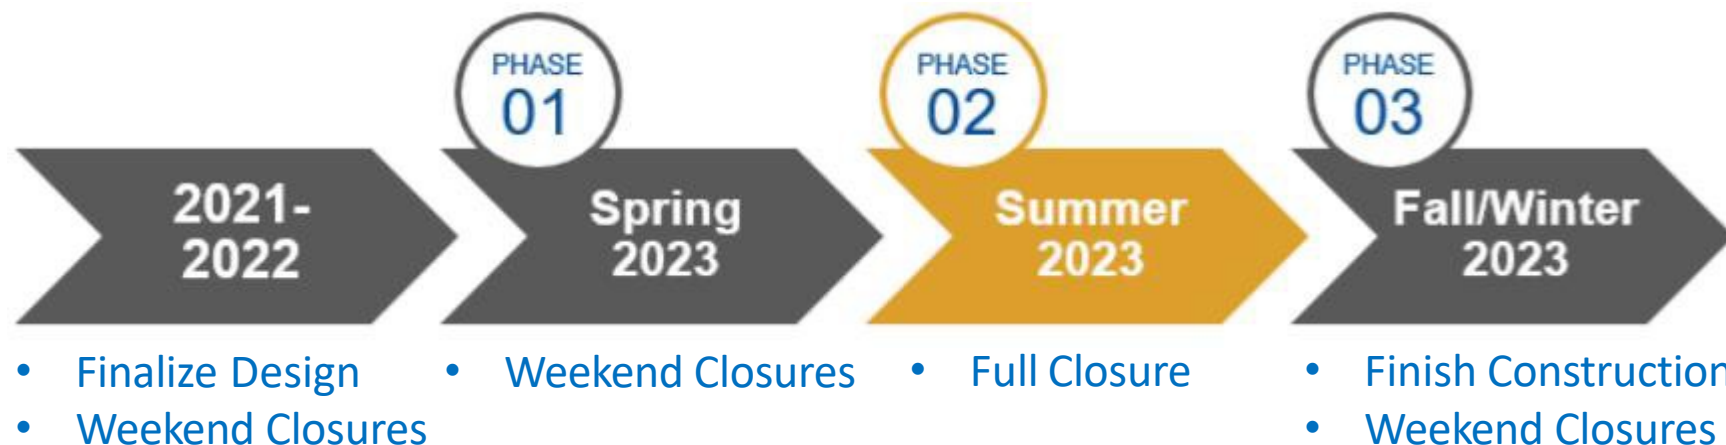 PHASE
01
PHASE
02
PHASE
03
2021-
2022
Spring
2023
Summer
2023
Fall/Winter
2023
• Finalize Design
• Weekend Closures
• Weekend Closures
• Full Closure
• Finish Construction
• Weekend Closures